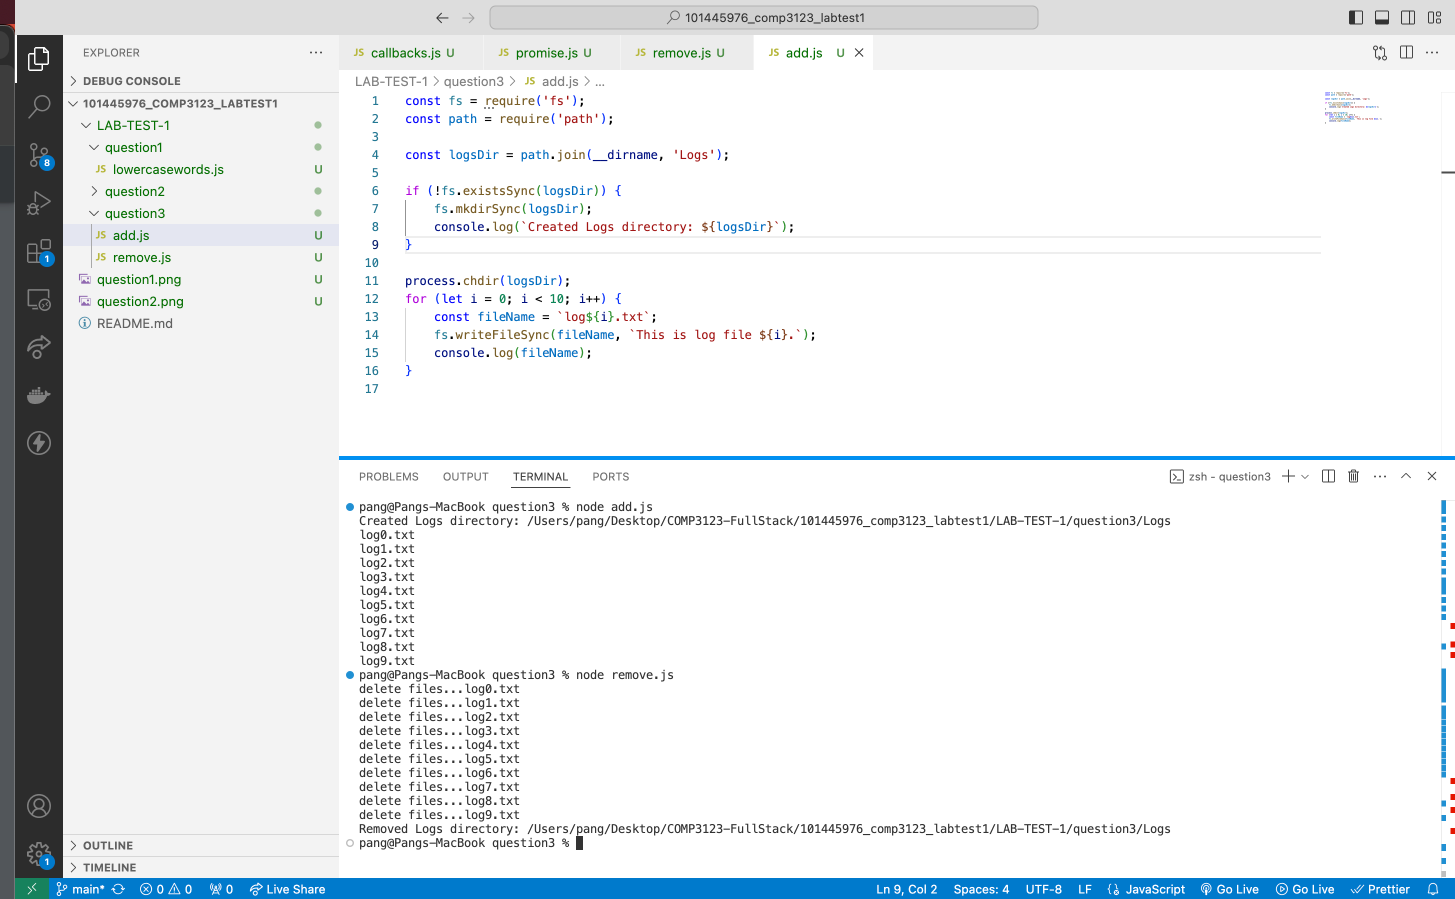 101445976_comp3123_labtest1
EXPLORER
DEBUG CONSOLE
101445976_COMP3123_LABTEST1
LAB-TEST-1
question1
JS lowercasewords.js U
question2
question3
JS add.js U
JS remove.js U
question1.png U
question2.png U
README.md
OUTLINE
TIMELINE
8
1
1
JS callbacks.js U JS promise.js U JS remove.js U JS add.js U
LAB-TEST-1 > question3 > JS add.js > ...
1 const fs = require('fs');
2 const path = require('path');
3
4 const logsDir = path.join(__dirname, 'Logs');
5
6 if (!fs.existsSync(logsDir)) {
7 fs.mkdirSync(logsDir);
8 console.log(`Created Logs directory: ${logsDir}`);
9 }
10
11 process.chdir(logsDir);
12 for (let i = 0; i < 10; i++) {
13 const fileName = `log${i}.txt`;
14 fs.writeFileSync(fileName, `This is log file ${i}.`);
15 console.log(fileName);
16 }
17
PROBLEMS OUTPUT TERMINAL PORTS zsh - question3
pang@Pangs-MacBook question3 % node add.js
Created Logs directory: /Users/pang/Desktop/COMP3123-FullStack/101445976_comp3123_labtest1/LAB-TEST-1/question3/Logs
log0.txt
log1.txt
log2.txt
log3.txt
log4.txt
log5.txt
log6.txt
log7.txt
log8.txt
log9.txt
pang@Pangs-MacBook question3 % node remove.js
delete files...log0.txt
delete files...log1.txt
delete files...log2.txt
delete files...log3.txt
delete files...log4.txt
delete files...log5.txt
delete files...log6.txt
delete files...log7.txt
delete files...log8.txt
delete files...log9.txt
Removed Logs directory: /Users/pang/Desktop/COMP3123-FullStack/101445976_comp3123_labtest1/LAB-TEST-1/question3/Logs
pang@Pangs-MacBook question3 %
main* 0 0 0 Live Share Ln 9, Col 2 Spaces: 4 UTF-8 LF JavaScript Go Live Go Live Prettier